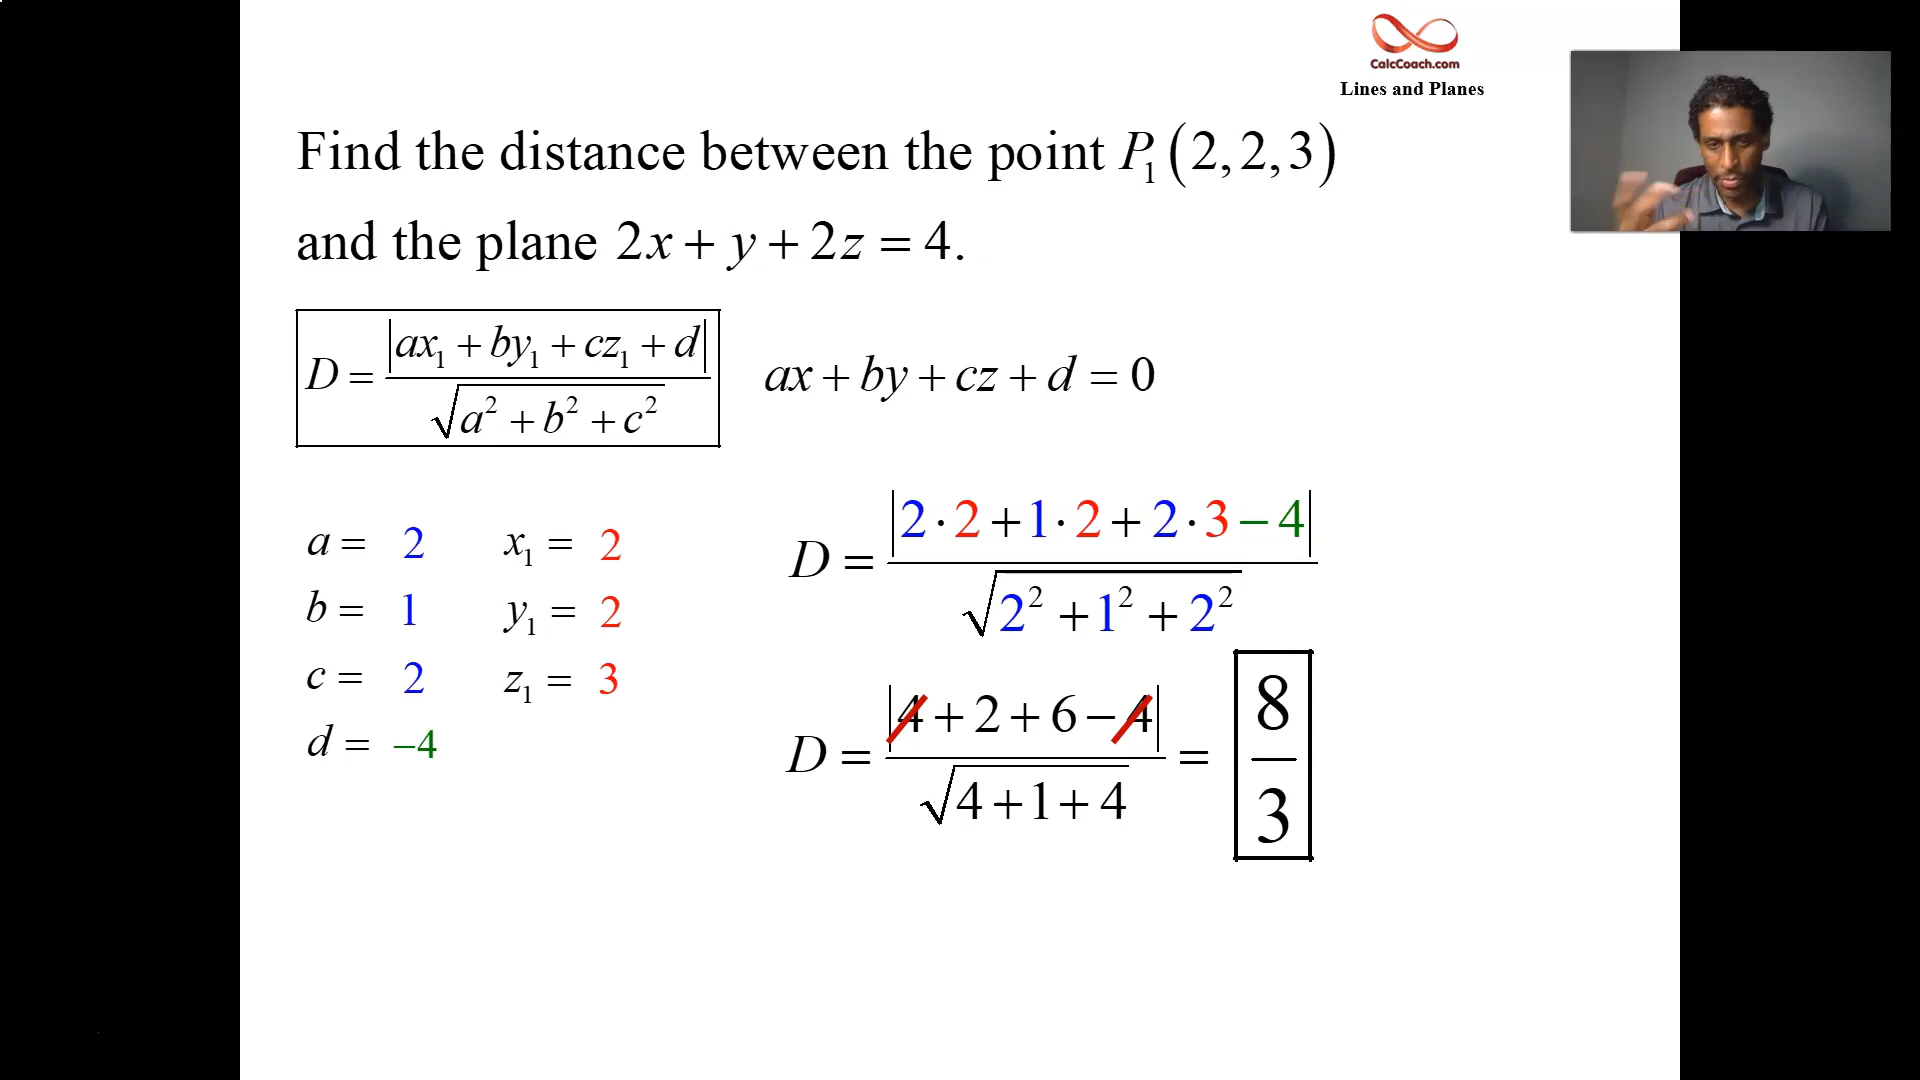 CalcCoach.com
Lines and Planes
Find the distance between the point P₁(2,2,3)
and the plane 2x + y + 2z = 4.
D = |ax₁ + by₁ + cz₁ + d| / √(a² + b² + c²)
ax + by + cz + d = 0
a = 2 x₁ = 2
b = 1 y₁ = 2
c = 2 z₁ = 3
d = −4
D = |2·2 + 1·2 + 2·3 − 4| / √(2² + 1² + 2²)
D = |4 + 2 + 6 − 4| / √(4 + 1 + 4) = 8/3